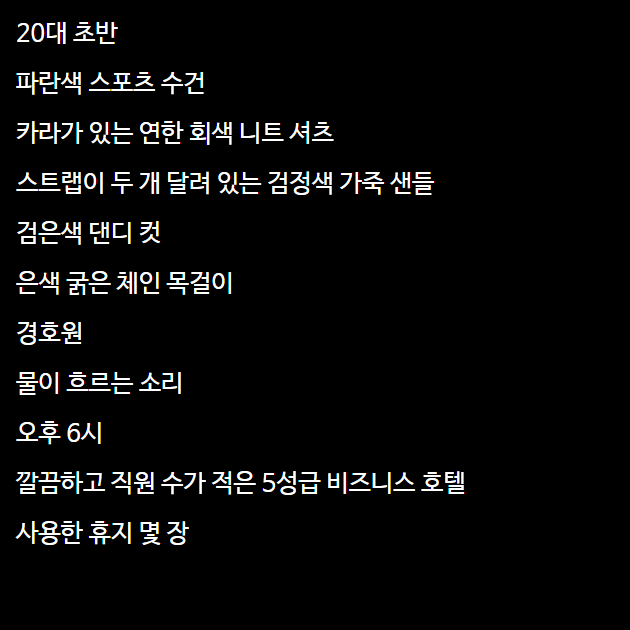 20대 초반
파란색 스포츠 수건
카라가 있는 연한 회색 니트 셔츠
스트랩이 두 개 달려 있는 검정색 가죽 샌들
검은색 댄디 컷
은색 굵은 체인 목걸이
경호원
물이 흐르는 소리
오후 6시
깔끔하고 직원 수가 적은 5성급 비즈니스 호텔
사용한 휴지 몇 장